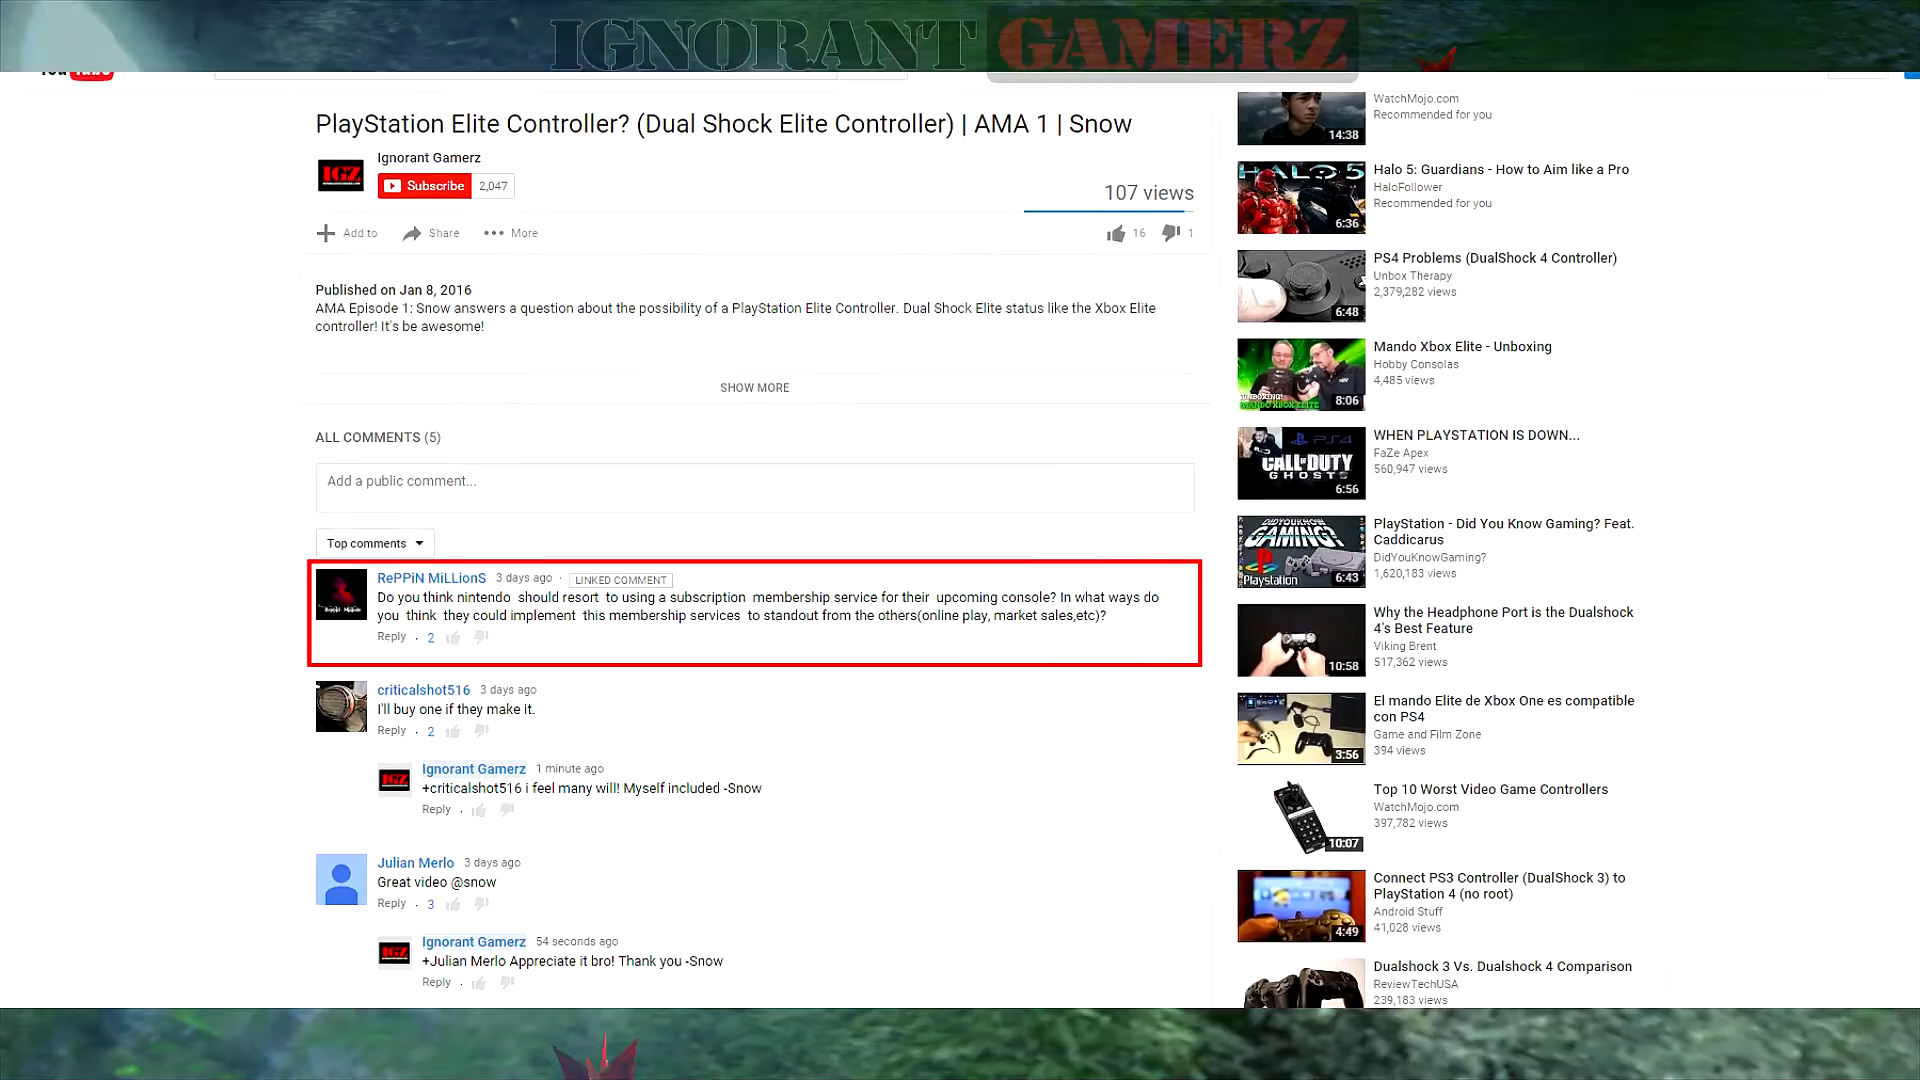 IGNORANT GAMERZ
PlayStation Elite Controller? (Dual Shock Elite Controller) | AMA 1 | Snow
IGZ
Ignorant Gamerz
Subscribe 2,047
107 views
Add to Share More
16 1
Published on Jan 8, 2016
AMA Episode 1: Snow answers a question about the possibility of a PlayStation Elite Controller. Dual Shock Elite status like the Xbox Elite
controller! It's be awesome!
SHOW MORE
ALL COMMENTS (5)
Add a public comment...
Top comments
RePPiN MiLLionS 3 days ago · LINKED COMMENT
Do you think nintendo should resort to using a subscription membership service for their upcoming console? In what ways do
you think they could implement this membership services to standout from the others(online play, market sales,etc)?
Reply · 2
criticalshot516 3 days ago
I'll buy one if they make it.
Reply · 2
IGZ
Ignorant Gamerz 1 minute ago
+criticalshot516 i feel many will! Myself included -Snow
Reply ·
Julian Merlo 3 days ago
Great video @snow
Reply · 3
IGZ
Ignorant Gamerz 54 seconds ago
+Julian Merlo Appreciate it bro! Thank you -Snow
Reply ·
WatchMojo.com
Recommended for you
14:38
HALO 5
6:36
Halo 5: Guardians - How to Aim like a Pro
HaloFollower
Recommended for you
6:48
PS4 Problems (DualShock 4 Controller)
Unbox Therapy
2,379,282 views
UNBOXING!
MANDO XBOX ELITE
8:06
Mando Xbox Elite - Unboxing
Hobby Consolas
4,485 views
PS4
CALL OF DUTY
GHOSTS
6:56
WHEN PLAYSTATION IS DOWN...
FaZe Apex
560,947 views
DID YOU KNOW
GAMING?
Playstation
6:43
PlayStation - Did You Know Gaming? Feat.
Caddicarus
DidYouKnowGaming?
1,620,183 views
10:58
Why the Headphone Port is the Dualshock
4's Best Feature
Viking Brent
517,362 views
3:56
El mando Elite de Xbox One es compatible
con PS4
Game and Film Zone
394 views
10:07
Top 10 Worst Video Game Controllers
WatchMojo.com
397,782 views
4:49
Connect PS3 Controller (DualShock 3) to
PlayStation 4 (no root)
Android Stuff
41,028 views
Dualshock 3 Vs. Dualshock 4 Comparison
ReviewTechUSA
239,183 views